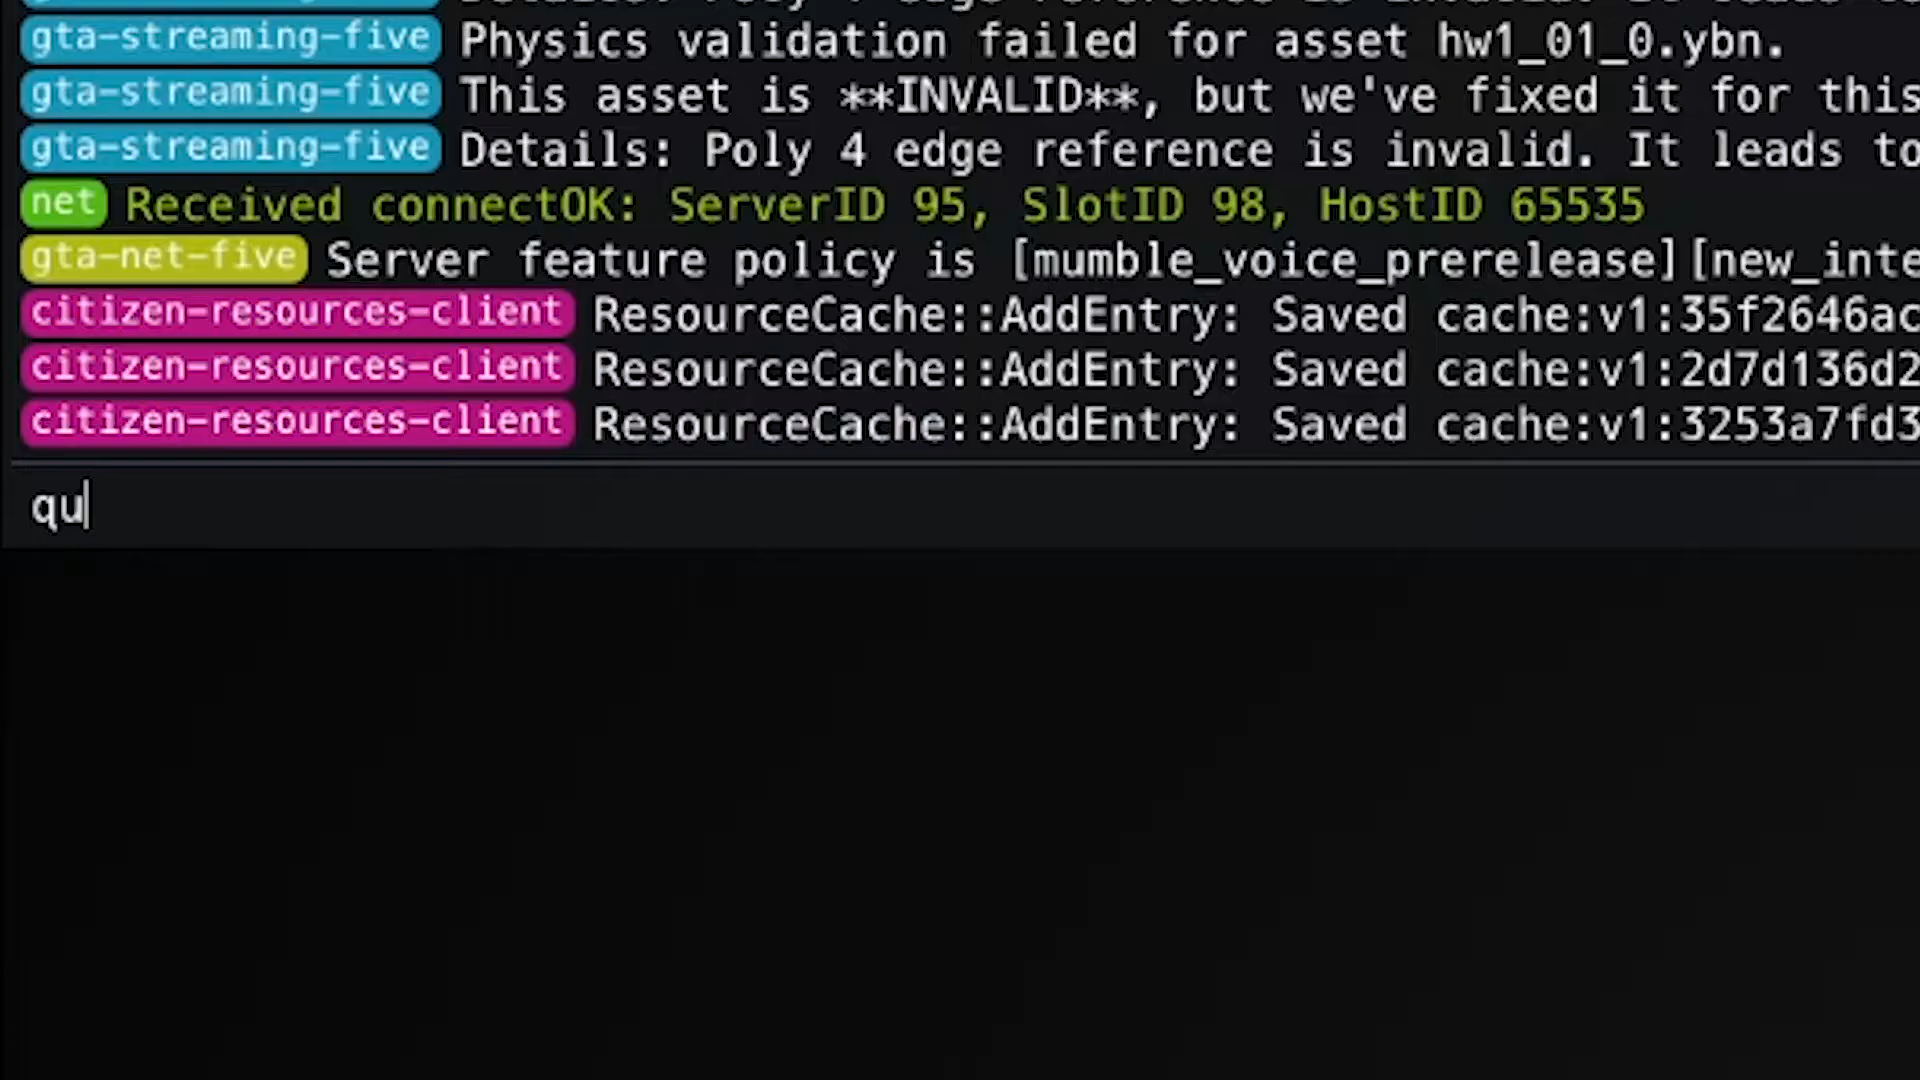 gta-streaming-five Physics validation failed for asset hw1_01_0.ybn.
gta-streaming-five This asset is **INVALID**, but we've fixed it for this
gta-streaming-five Details: Poly 4 edge reference is invalid. It leads to
net Received connectOK: ServerID 95, SlotID 98, HostID 65535
gta-net-five Server feature policy is [mumble_voice_prerelease][new_inte
citizen-resources-client ResourceCache::AddEntry: Saved cache:v1:35f2646ac
citizen-resources-client ResourceCache::AddEntry: Saved cache:v1:2d7d136d2
citizen-resources-client ResourceCache::AddEntry: Saved cache:v1:3253a7fd3
qu